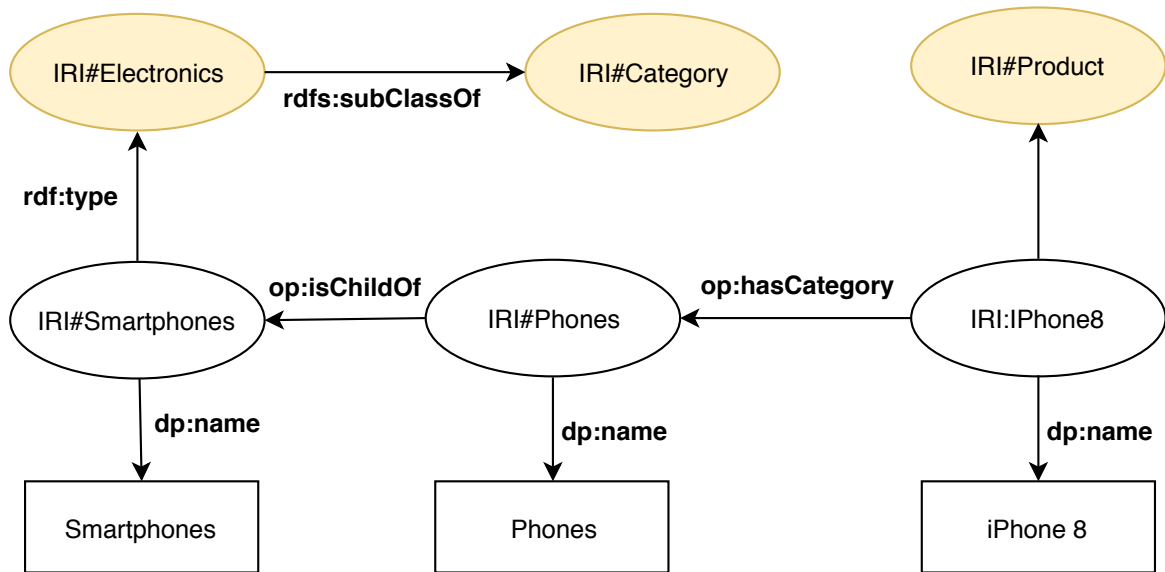 IRI#Electronics
rdfs:subClassOf
IRI#Category
IRI#Product
rdf:type
IRI#Smartphones
op:isChildOf
IRI#Phones
op:hasCategory
IRI:IPhone8
dp:name
dp:name
dp:name
Smartphones
Phones
iPhone 8